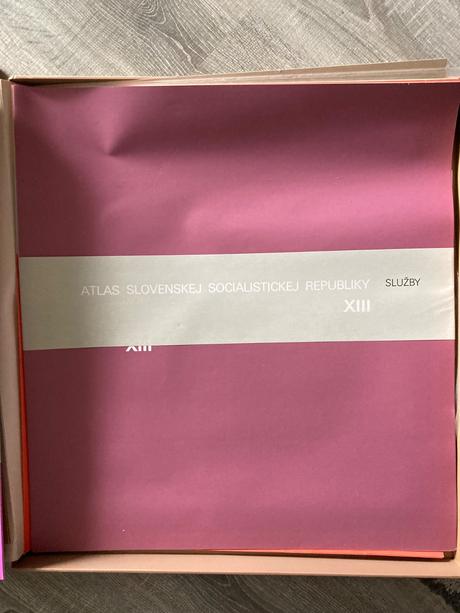 ATLAS SLOVENSKEJ SOCIALISTICKEJ REPUBLIKY SLUŽBY
XIII
XIII